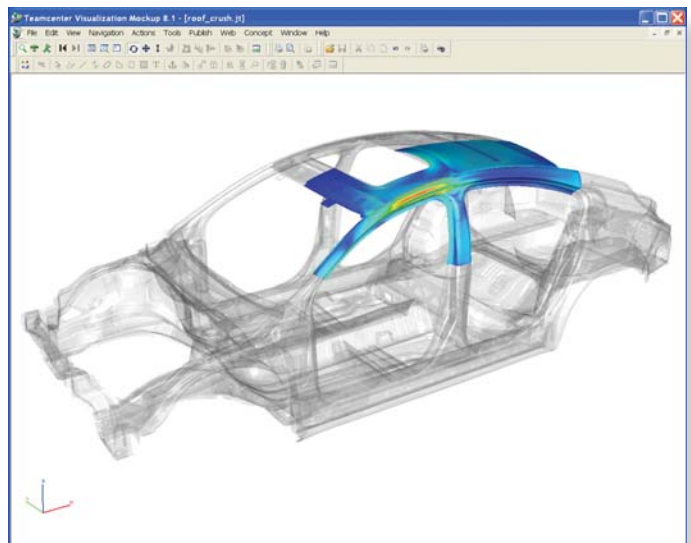 Teamcenter Visualization Mockup 8.1 - [roof_crush.jt]
File Edit View Navigation Actions Tools Publish Web Concept Window Help